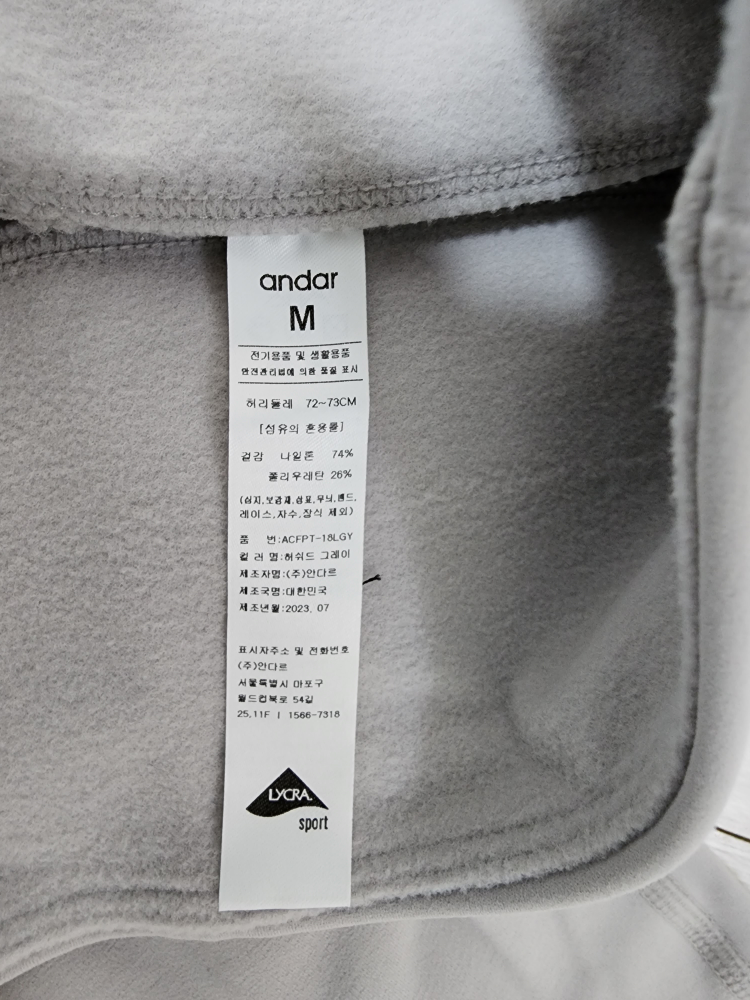 andar
M
전기용품 및 생활용품
안전관리법에 의한 품질 표시
허리둘레 72~73CM
[섬유의 혼용률]
겉감 나일론 74%
폴리우레탄 26%
(심지,보강재,상표,무늬,밴드,
레이스,자수,장식 제외)
품 번:ACFPT-18LGY
컬 러 명:허쉬드 그레이
제조자명:(주)안다르
제조국명:대한민국
제조년월:2023. 07
표시자주소 및 전화번호
(주)안다르
서울특별시 마포구
월드컵북로 54길
25,11F | 1566-7318
LYCRA.
sport